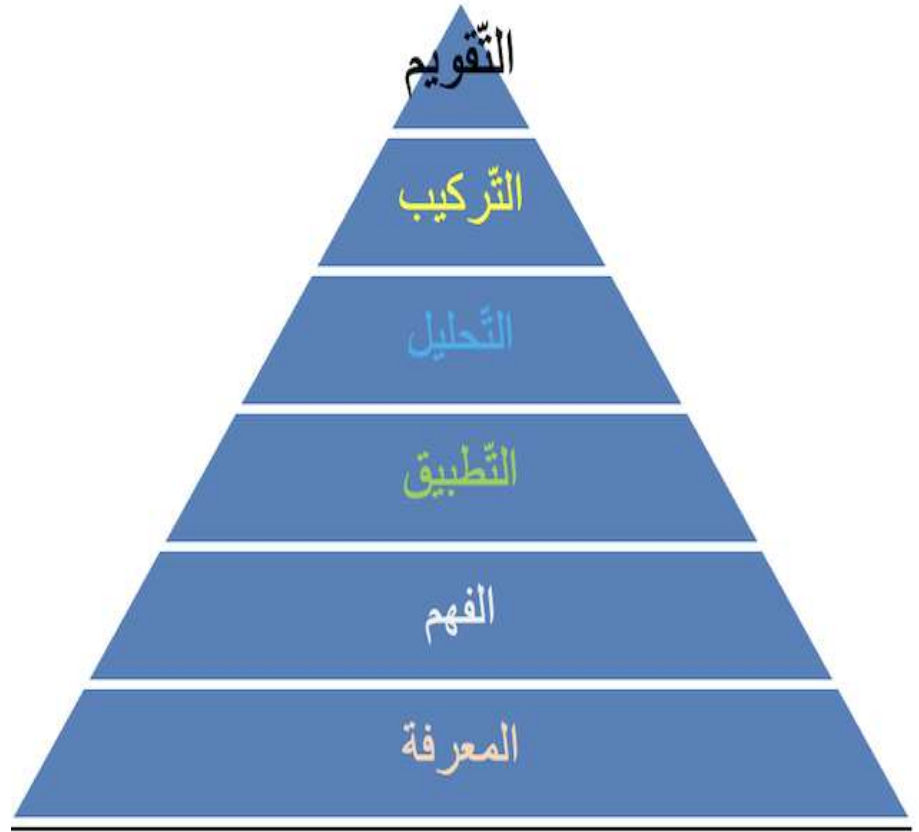 التّقويم
التّركيب
التّحليل
التّطبيق
الفهم
المعرفة